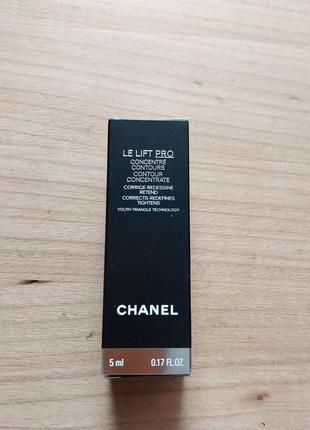 LE LIFT PRO
CONCENTRÉ
CONTOURS
CONTOUR
CONCENTRATE
CORRIGE-REDESSINE
RETEND
CORRECTS-REDEFINES
TIGHTENS
YOUTH TRIANGLE TECHNOLOGY
CHANEL
5 ml 0.17 FL.OZ.